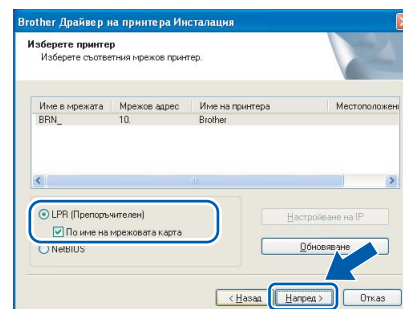 Brother Драйвер на принтера Инсталация
Изберете принтер
Изберете съответния мрежов принтер.
Име в мрежата Мрежов адрес Име на принтера Местоположен
BRN_ 10. Brother
LPR (Препоръчителен)
По име на мрежовата карта
NetBIOS
Настройване на IP
Обновяване
< Назад
Напред >
Отказ